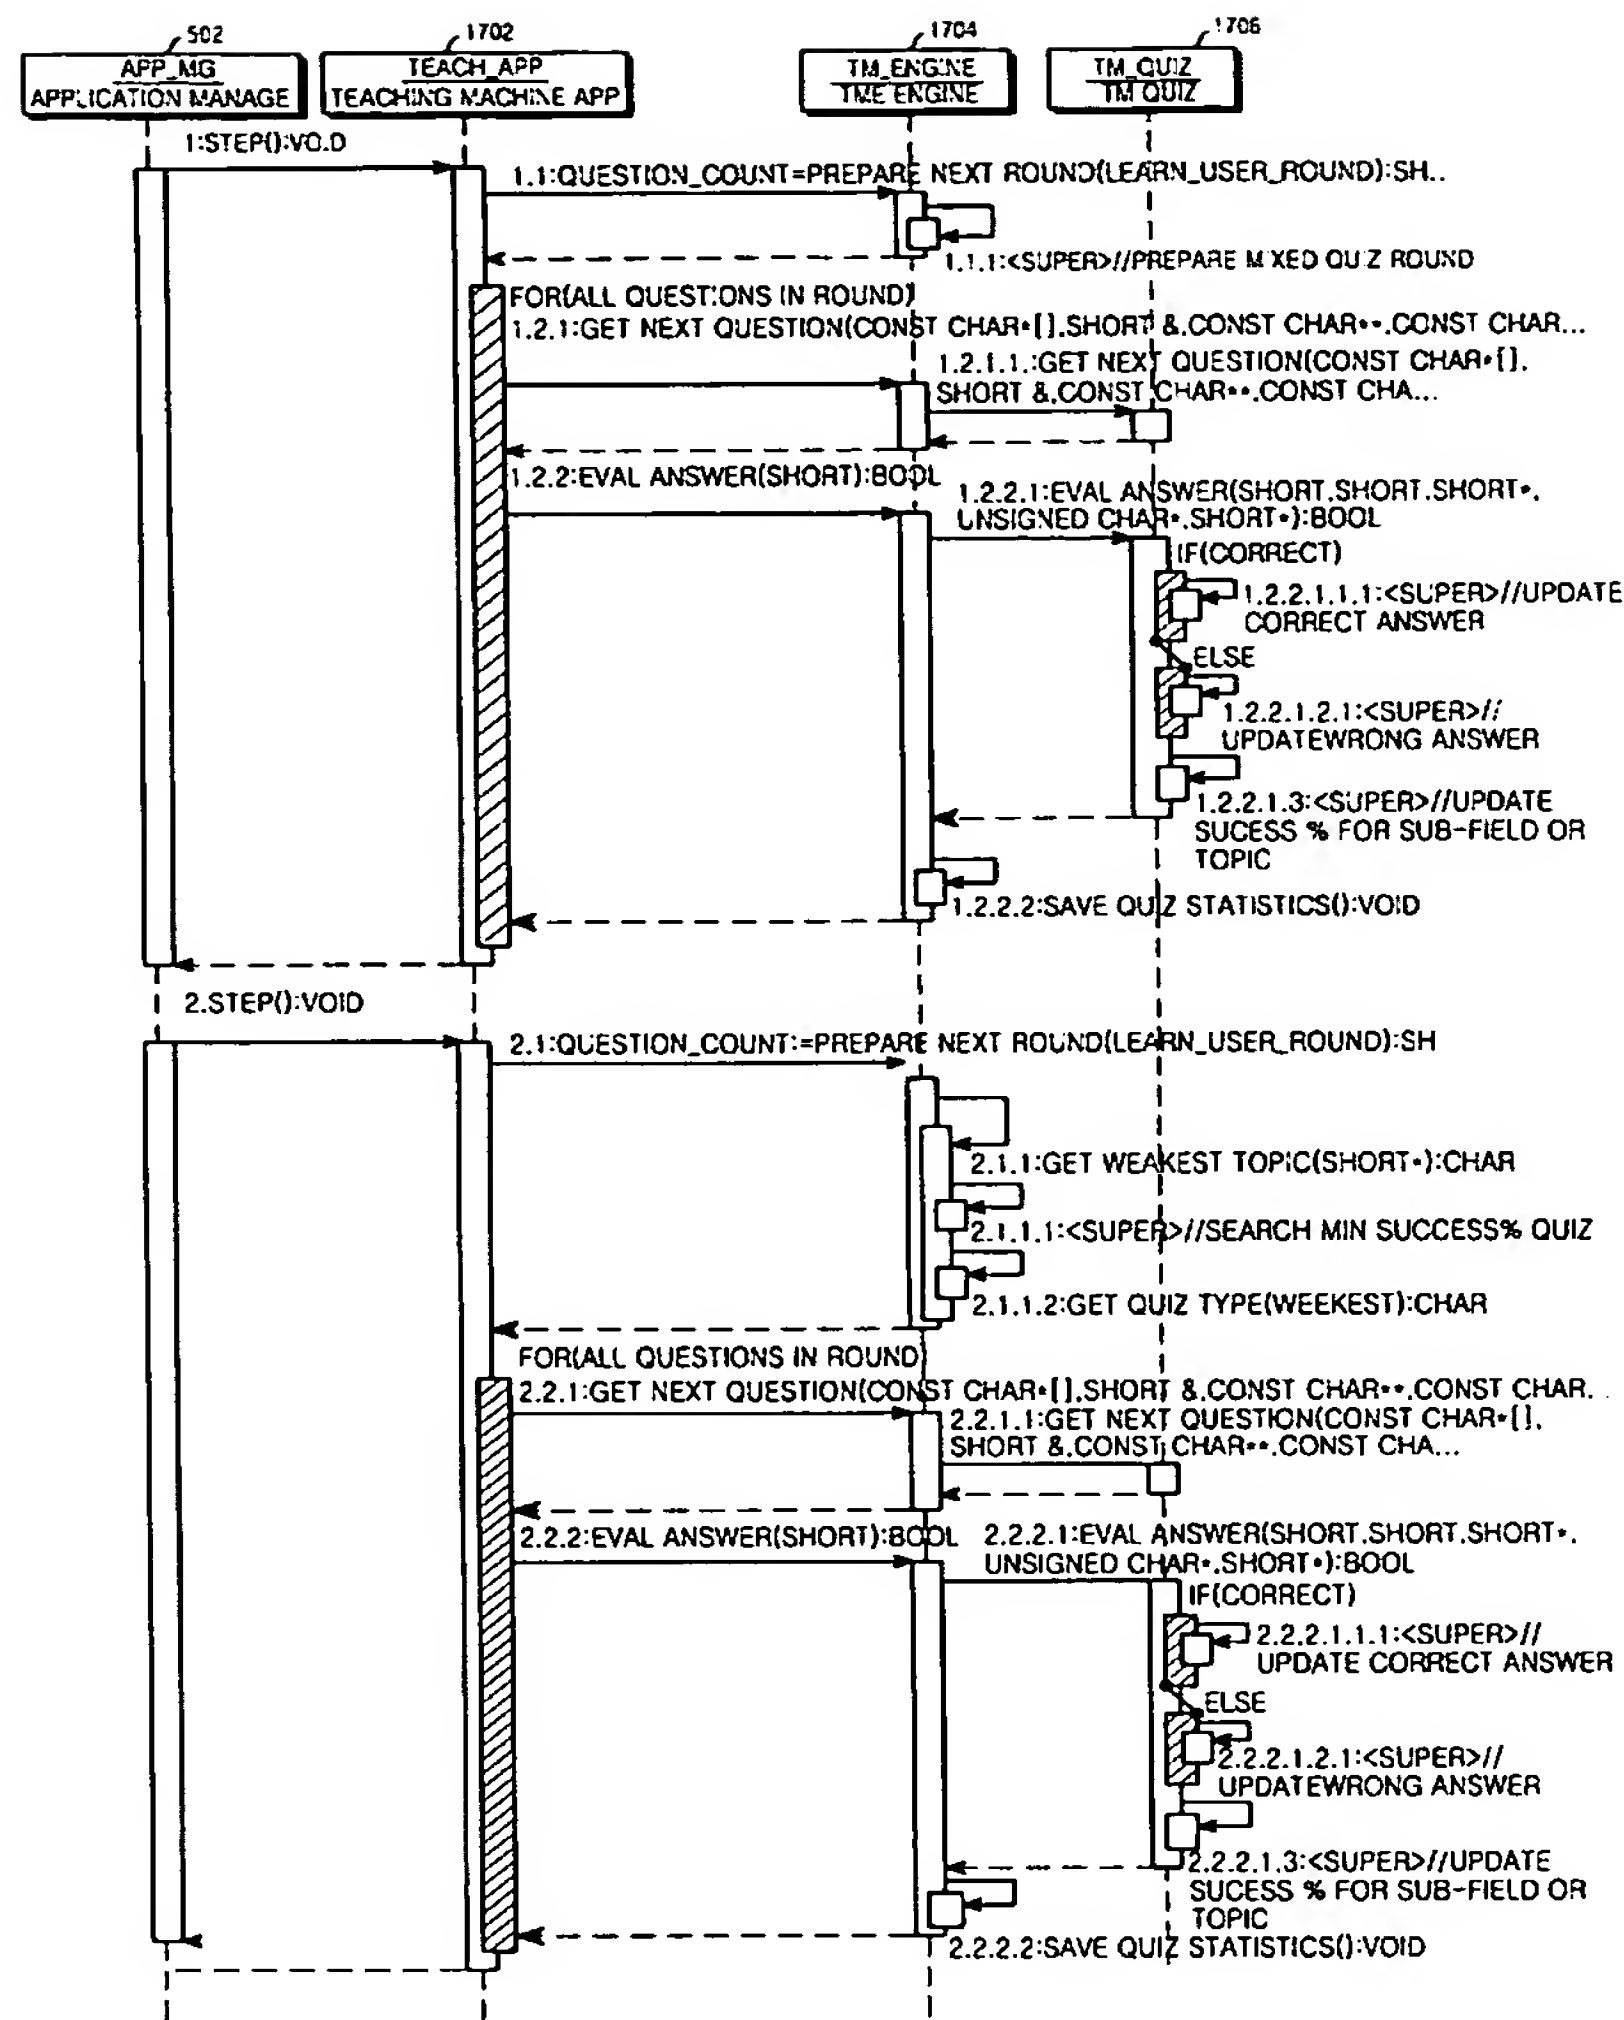 502
1702
1704
1706
APP_MG
APPLICATION MANAGE
TEACH_APP
TEACHING MACHINE APP
TM_ENGINE
TME ENGINE
TM_QUIZ
TM QUIZ
1:STEP():VOID
1.1:QUESTION_COUNT=PREPARE NEXT ROUND(LEARN_USER_ROUND):SH..
1.1.1:<SUPER>//PREPARE MIXED QUIZ ROUND
FOR(ALL QUESTIONS IN ROUND)
1.2.1:GET NEXT QUESTION(CONST CHAR*[].SHORT &.CONST CHAR**.CONST CHAR...
1.2.1.1.:GET NEXT QUESTION(CONST CHAR*[].
SHORT &.CONST CHAR**.CONST CHA...
1.2.2:EVAL ANSWER(SHORT):BOOL
1.2.2.1:EVAL ANSWER(SHORT.SHORT.SHORT*.
UNSIGNED CHAR*.SHORT*):BOOL
IF(CORRECT)
1.2.2.1.1.1:<SUPER>//UPDATE
CORRECT ANSWER
ELSE
1.2.2.1.2.1:<SUPER>//
UPDATEWRONG ANSWER
1.2.2.1.3:<SUPER>//UPDATE
SUCESS % FOR SUB-FIELD OR
TOPIC
1.2.2.2:SAVE QUIZ STATISTICS():VOID
2.STEP():VOID
2.1:QUESTION_COUNT:=PREPARE NEXT ROUND(LEARN_USER_ROUND):SH
2.1.1:GET WEAKEST TOPIC(SHORT*):CHAR
2.1.1.1:<SUPER>//SEARCH MIN SUCCESS% QUIZ
2.1.1.2:GET QUIZ TYPE(WEEKEST):CHAR
FOR(ALL QUESTIONS IN ROUND)
2.2.1:GET NEXT QUESTION(CONST CHAR*[].SHORT &.CONST CHAR**.CONST CHAR..
2.2.1.1:GET NEXT QUESTION(CONST CHAR*[].
SHORT &.CONST CHAR**.CONST CHA...
2.2.2:EVAL ANSWER(SHORT):BOOL
2.2.2.1:EVAL ANSWER(SHORT.SHORT.SHORT*.
UNSIGNED CHAR*.SHORT*):BOOL
IF(CORRECT)
2.2.2.1.1.1:<SUPER>//
UPDATE CORRECT ANSWER
ELSE
2.2.2.1.2.1:<SUPER>//
UPDATEWRONG ANSWER
2.2.2.1.3:<SUPER>//UPDATE
SUCESS % FOR SUB-FIELD OR
TOPIC
2.2.2.2:SAVE QUIZ STATISTICS():VOID